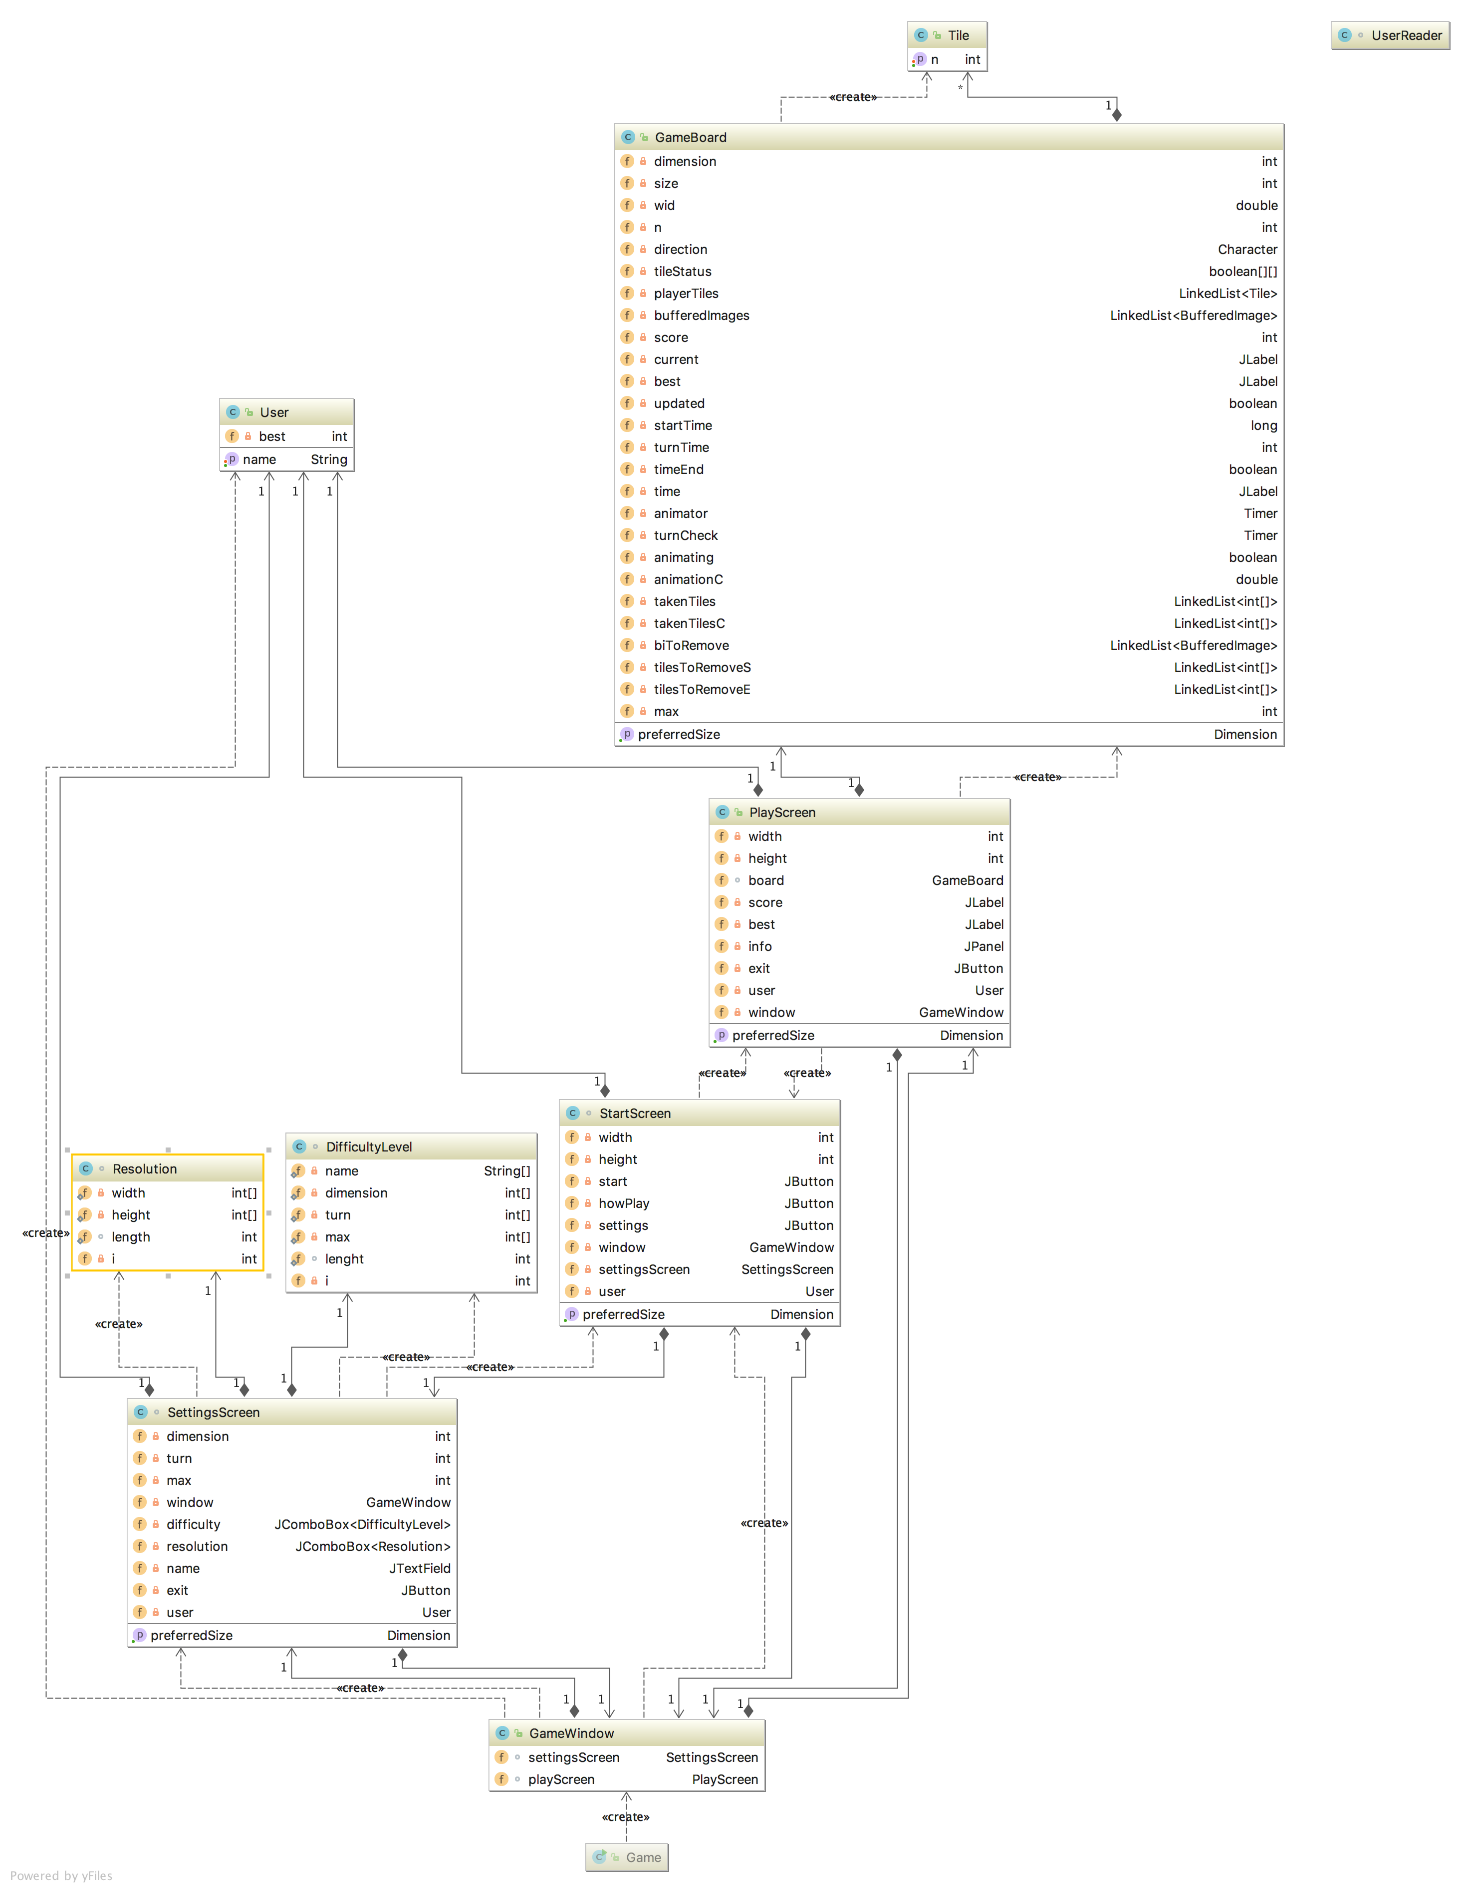 C Tile
p n int
C UserReader
«create»
*
1
C GameBoard
f dimension int
f size int
f wid double
f n int
f direction Character
f tileStatus boolean[][]
f playerTiles LinkedList<Tile>
f bufferedImages LinkedList<BufferedImage>
f score int
f current JLabel
f best JLabel
f updated boolean
f startTime long
f turnTime int
f timeEnd boolean
f time JLabel
f animator Timer
f turnCheck Timer
f animating boolean
f animationC double
f takenTiles LinkedList<int[]>
f takenTilesC LinkedList<int[]>
f biToRemove LinkedList<BufferedImage>
f tilesToRemoveS LinkedList<int[]>
f tilesToRemoveE LinkedList<int[]>
f max int
p preferredSize Dimension
C User
f best int
p name String
1 1 1
1
1 1
«create»
C PlayScreen
f width int
f height int
f board GameBoard
f score JLabel
f best JLabel
f info JPanel
f exit JButton
f user User
f window GameWindow
p preferredSize Dimension
1 1
«create» «create»
1
C StartScreen
f width int
f height int
f start JButton
f howPlay JButton
f settings JButton
f window GameWindow
f settingsScreen SettingsScreen
f user User
p preferredSize Dimension
C DifficultyLevel
f name String[]
f dimension int[]
f turn int[]
f max int[]
f lenght int
f i int
C Resolution
f width int[]
f height int[]
f length int
f i int
«create»
1
1
«create»
1 1
«create»
«create»
1 1 1 1
C SettingsScreen
f dimension int
f turn int
f max int
f window GameWindow
f difficulty JComboBox<DifficultyLevel>
f resolution JComboBox<Resolution>
f name JTextField
f exit JButton
f user User
p preferredSize Dimension
«create»
1 1
«create»
1 1 1 1 1
C GameWindow
f settingsScreen SettingsScreen
f playScreen PlayScreen
«create»
C Game
Powered by yFiles